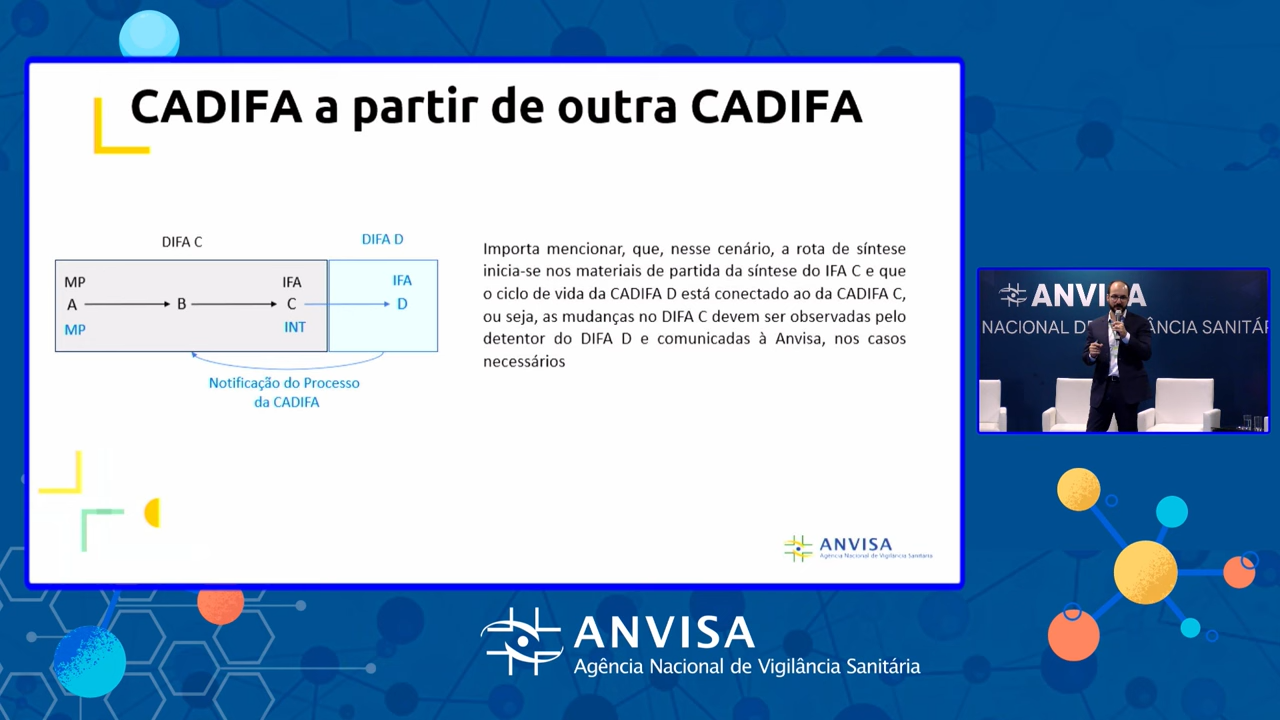 CADIFA a partir de outra CADIFA
DIFA C
DIFA D
MP
IFA
IFA
A
B
C
D
MP
INT
Notificação do Processo
da CADIFA
Importa mencionar, que, nesse cenário, a rota de síntese
inicia-se nos materiais de partida da síntese do IFA C e que
o ciclo de vida da CADIFA D está conectado ao da CADIFA C,
ou seja, as mudanças no DIFA C devem ser observadas pelo
detentor do DIFA D e comunicadas à Anvisa, nos casos
necessários
ANVISA
Agência Nacional de Vigilância Sanitária
ANVISA
NACIONAL DE VIGILÂNCIA SANITÁR
ANVISA
Agência Nacional de Vigilância Sanitária